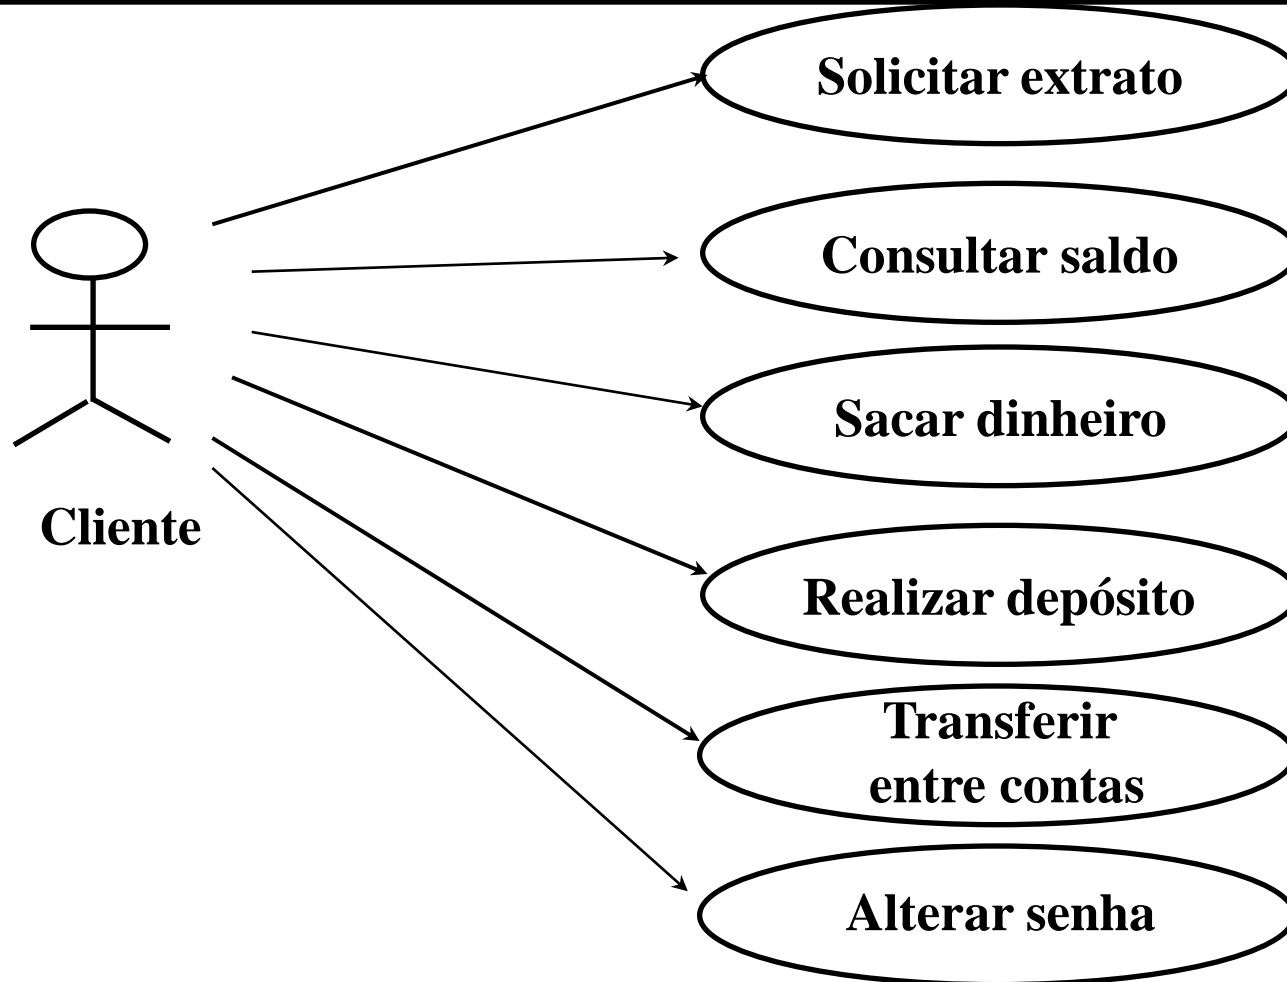 Solicitar extrato
Consultar saldo
Sacar dinheiro
Cliente
Realizar depósito
Transferir
entre contas
Alterar senha